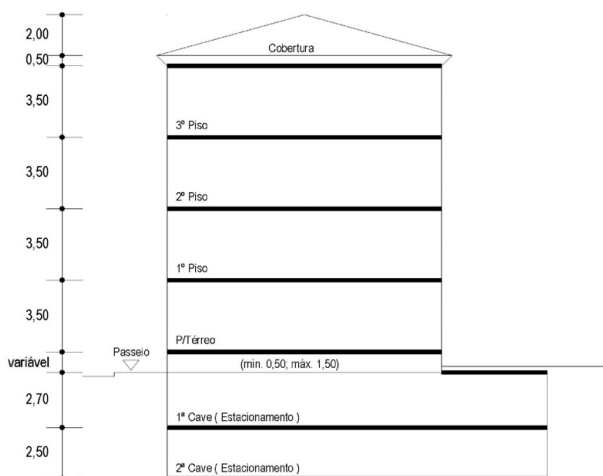 2,00
Cobertura
0,50
3,50
3º Piso
3,50
2º Piso
3,50
1º Piso
3,50
P/Térreo
Passeio
variável
(min. 0,50; máx. 1,50)
2,70
1ª Cave ( Estacionamento )
2,50
2ª Cave ( Estacionamento )